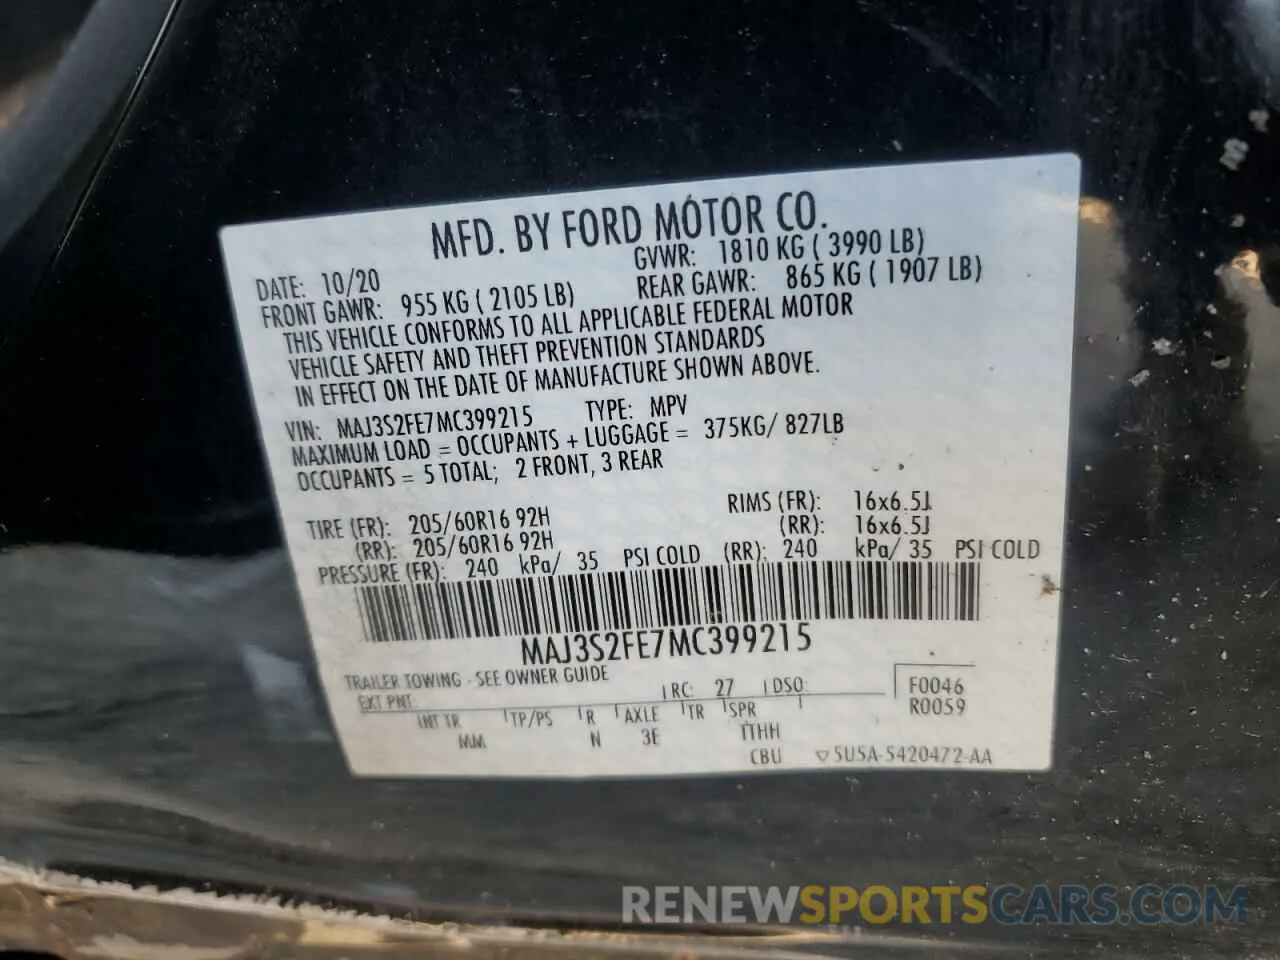 MFD. BY FORD MOTOR CO.
DATE: 10/20 GVWR: 1810 KG ( 3990 LB)
FRONT GAWR: 955 KG ( 2105 LB) REAR GAWR: 865 KG ( 1907 LB)
THIS VEHICLE CONFORMS TO ALL APPLICABLE FEDERAL MOTOR
VEHICLE SAFETY AND THEFT PREVENTION STANDARDS
IN EFFECT ON THE DATE OF MANUFACTURE SHOWN ABOVE.
VIN: MAJ3S2FE7MC399215 TYPE: MPV
MAXIMUM LOAD = OCCUPANTS + LUGGAGE = 375KG/ 827LB
OCCUPANTS = 5 TOTAL; 2 FRONT, 3 REAR
TIRE (FR): 205/60R16 92H RIMS (FR): 16x6.5J
(RR): 205/60R16 92H (RR): 16x6.5J
PRESSURE (FR): 240 kPa/ 35 PSI COLD (RR): 240 kPa/ 35 PSI COLD
MAJ3S2FE7MC399215
TRAILER TOWING - SEE OWNER GUIDE
EXT PNT: RC: 27 DSO: F0046
R0059
INT TR TP/PS R AXLE TR SPR
MM N 3E TTHH
CBU 5U5A-5420472-AA
RENEWSPORTSCARS.COM